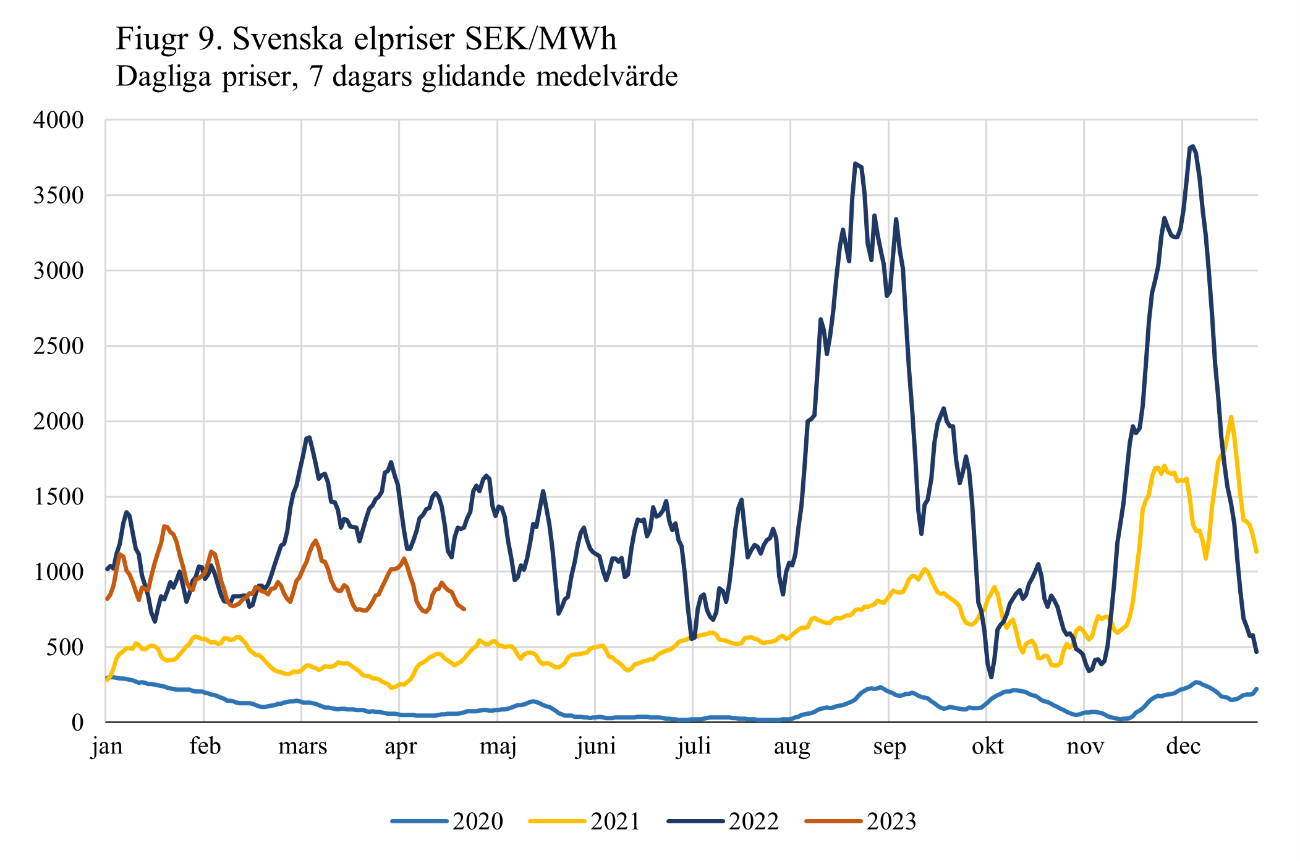 Fiugr 9. Svenska elpriser SEK/MWh
Dagliga priser, 7 dagars glidande medelvärde
4000
3500
3000
2500
2000
1500
1000
500
0
jan feb mars apr maj juni juli aug sep okt nov dec
2020 2021 2022 2023